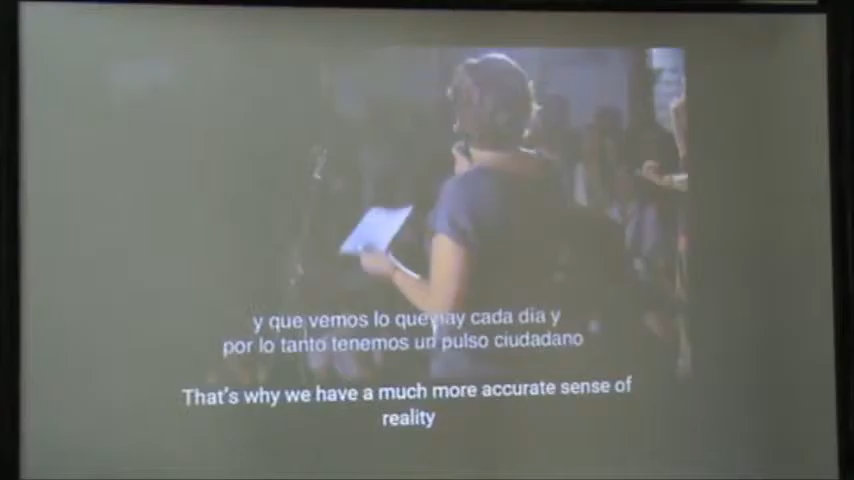 y que vemos lo que hay cada día y
por lo tanto tenemos un pulso ciudadano
That's why we have a much more accurate sense of
reality